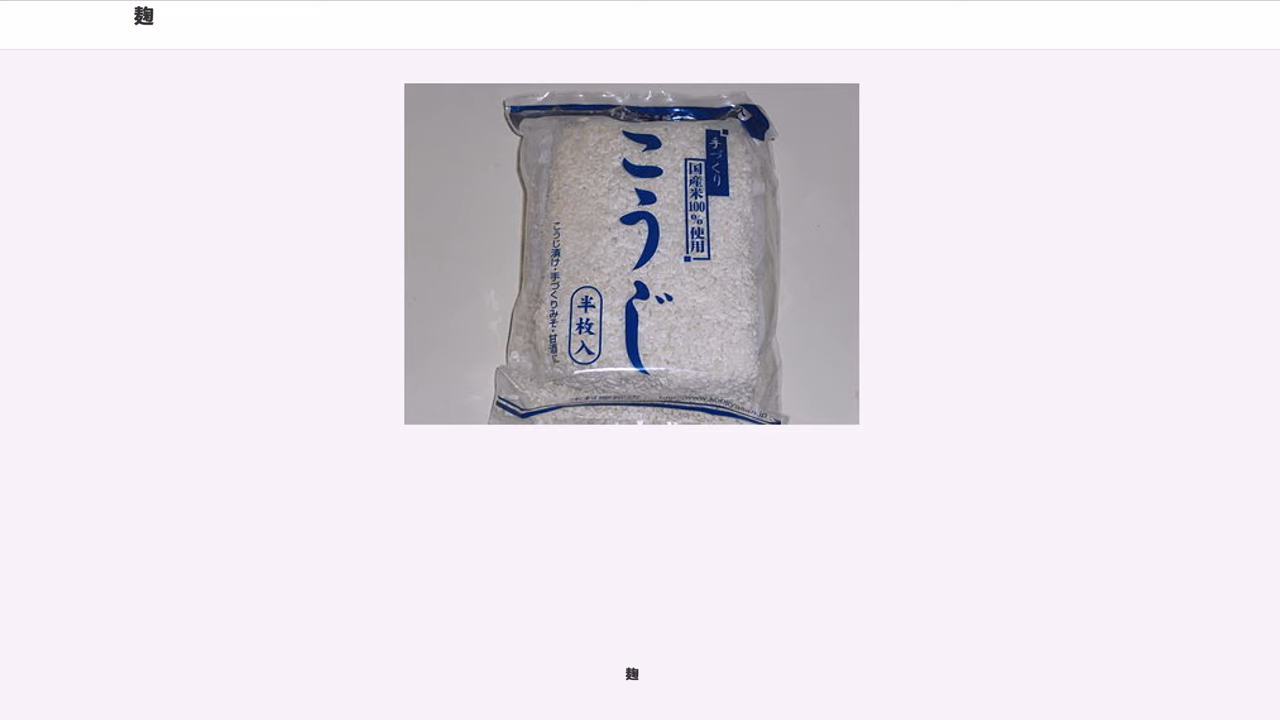 麹
手づくり
国産米100%使用
こうじ
半枚入
こうじ漬け・手づくりみそ・甘酒に
麹